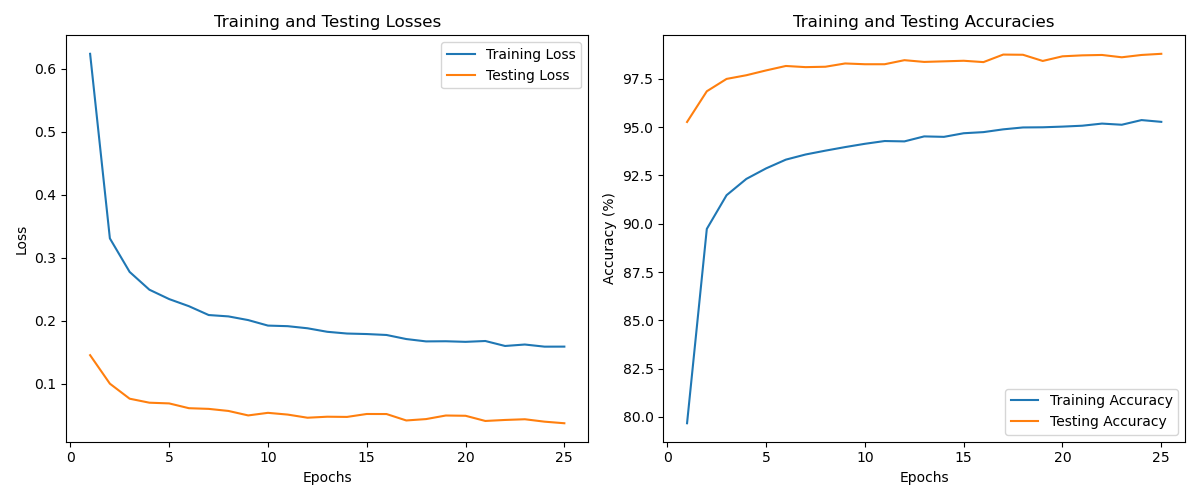 Training and Testing Losses
Training Loss
Testing Loss
0.6
0.5
0.4
0.3
0.2
0.1
Loss
0 5 10 15 20 25
Epochs
Training and Testing Accuracies
97.5
95.0
92.5
90.0
87.5
85.0
82.5
80.0
Accuracy (%)
Training Accuracy
Testing Accuracy
0 5 10 15 20 25
Epochs